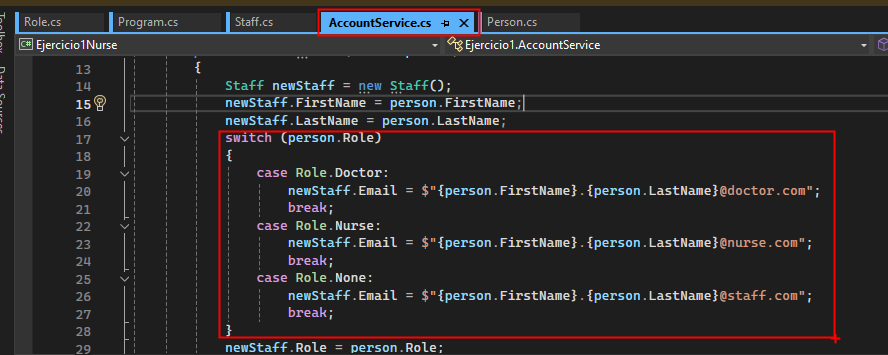 Role.cs Program.cs Staff.cs AccountService.cs Person.cs
Toolbox Data Sources
C# Ejercicio1Nurse Ejercicio1.AccountService
13 {
14 Staff newStaff = new Staff();
15 newStaff.FirstName = person.FirstName;
16 newStaff.LastName = person.LastName;
17 switch (person.Role)
18 {
19 case Role.Doctor:
20 newStaff.Email = $"{person.FirstName}.{person.LastName}@doctor.com";
21 break;
22 case Role.Nurse:
23 newStaff.Email = $"{person.FirstName}.{person.LastName}@nurse.com";
24 break;
25 case Role.None:
26 newStaff.Email = $"{person.FirstName}.{person.LastName}@staff.com";
27 break;
28 }
29 newStaff.Role = person.Role;